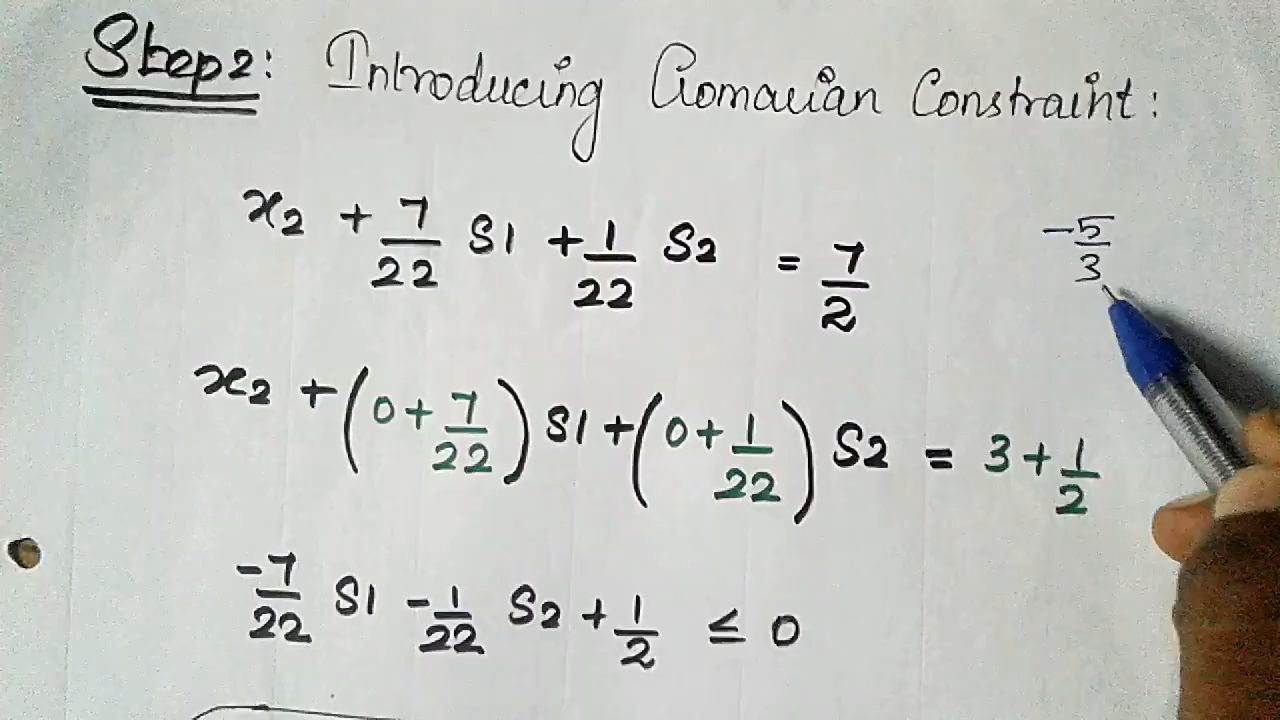 Step2: Introducing Gomorian Constraint:
x2 + 7/22 S1 + 1/22 S2 = 7/2
-5/3
x2 + (0 + 7/22) S1 + (0 + 1/22) S2 = 3 + 1/2
-7/22 S1 - 1/22 S2 + 1/2 ≤ 0